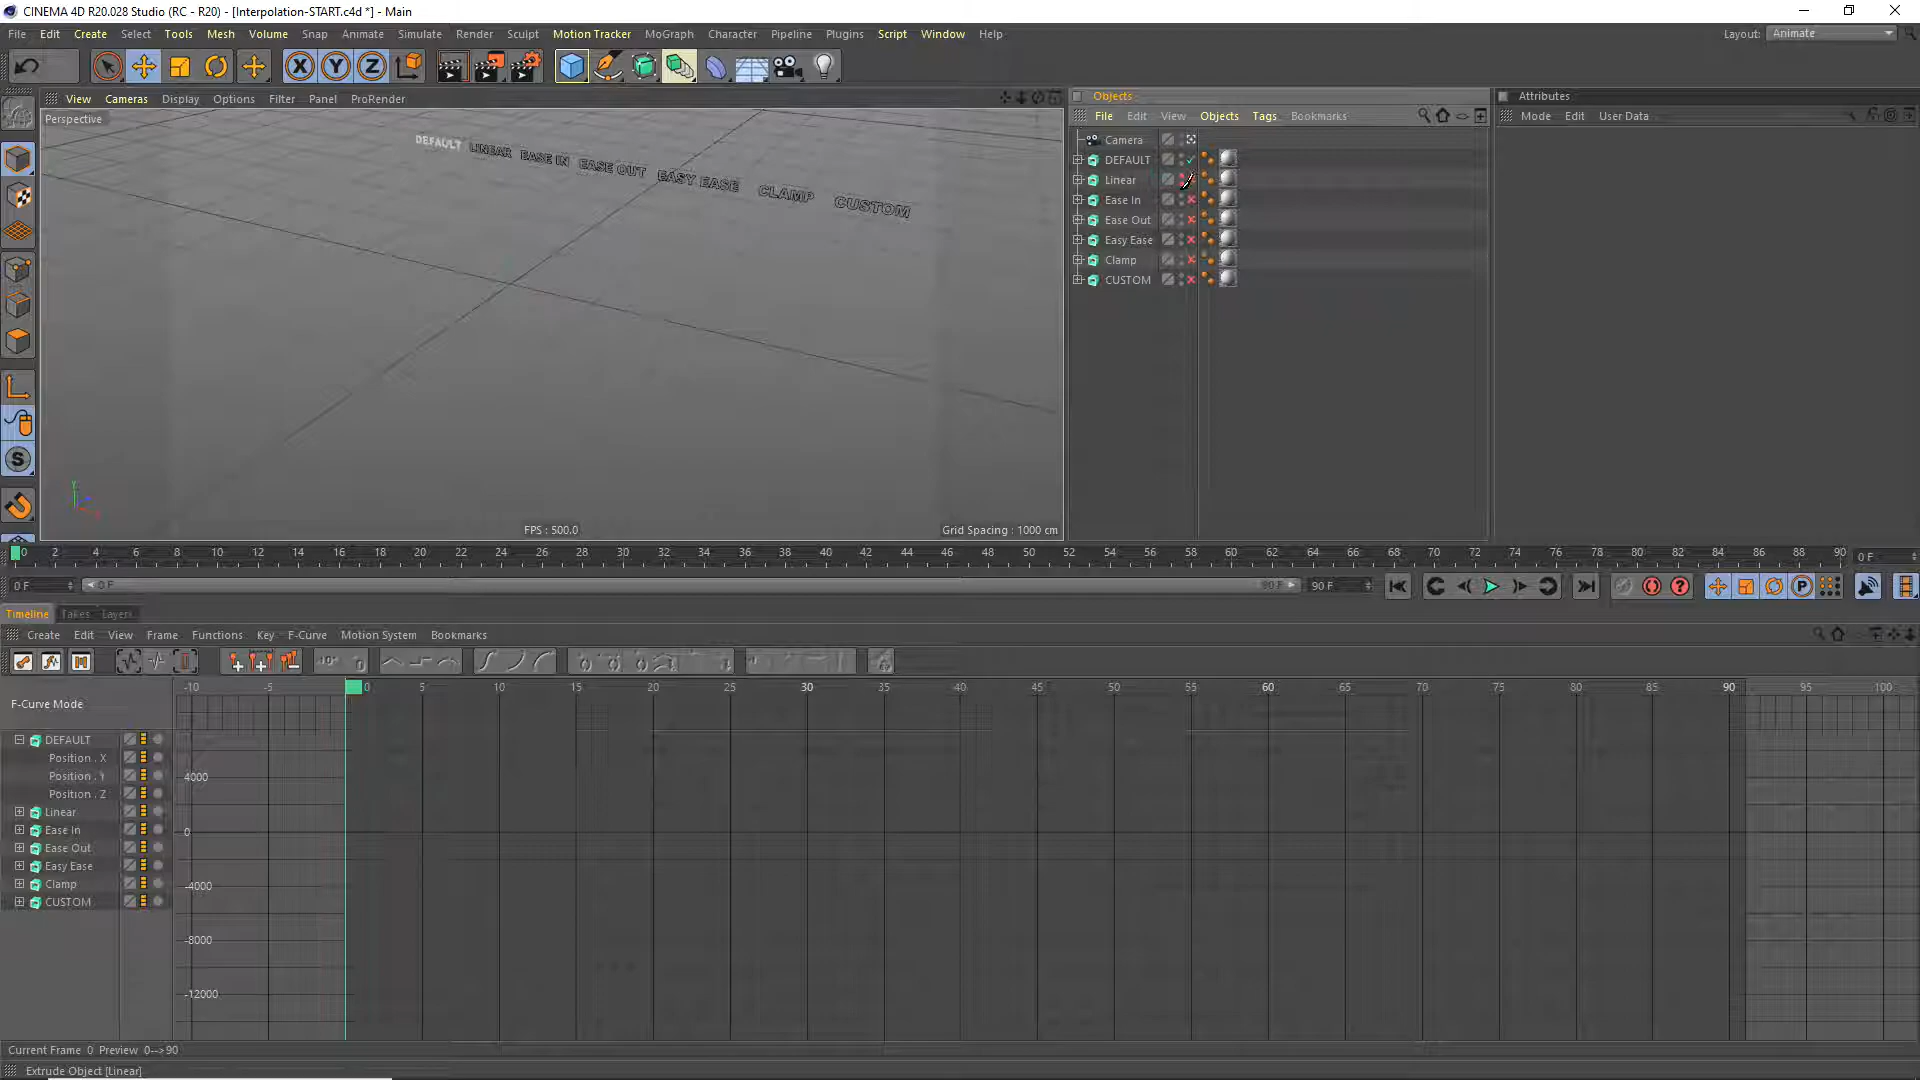 CINEMA 4D R20.028 Studio (RC - R20) - [Interpolation-START.c4d *] - Main
File Edit Create Select Tools Mesh Volume Snap Animate Simulate Render Sculpt Motion Tracker MoGraph Character Pipeline Plugins Script Window Help Layout: Animate
View Cameras Display Options Filter Panel ProRender
Perspective
DEFAULT LINEAR EASE IN EASE OUT EASY EASE CLAMP CUSTOM
FPS : 500.0
Grid Spacing : 1000 cm
Objects
File Edit View Objects Tags Bookmarks
Camera
DEFAULT
Linear
Ease In
Ease Out
Easy Ease
Clamp
CUSTOM
Attributes
Mode Edit User Data
0 2 4 6 8 10 12 14 16 18 20 22 24 26 28 30 32 34 36 38 40 42 44 46 48 50 52 54 56 58 60 62 64 66 68 70 72 74 76 78 80 82 84 86 88 90 0 F
0 F 0 F 90 F 90 F
Timeline Takes Layers
Create Edit View Frame Functions Key F-Curve Motion System Bookmarks
F-Curve Mode
-10 -5 0 5 10 15 20 25 30 35 40 45 50 55 60 65 70 75 80 85 90 95 100
DEFAULT
Position . X
Position . Y
Position . Z
Linear
Ease In
Ease Out
Easy Ease
Clamp
CUSTOM
4000
0
-4000
-8000
-12000
Current Frame 0 Preview 0-->90
Extrude Object [Linear]